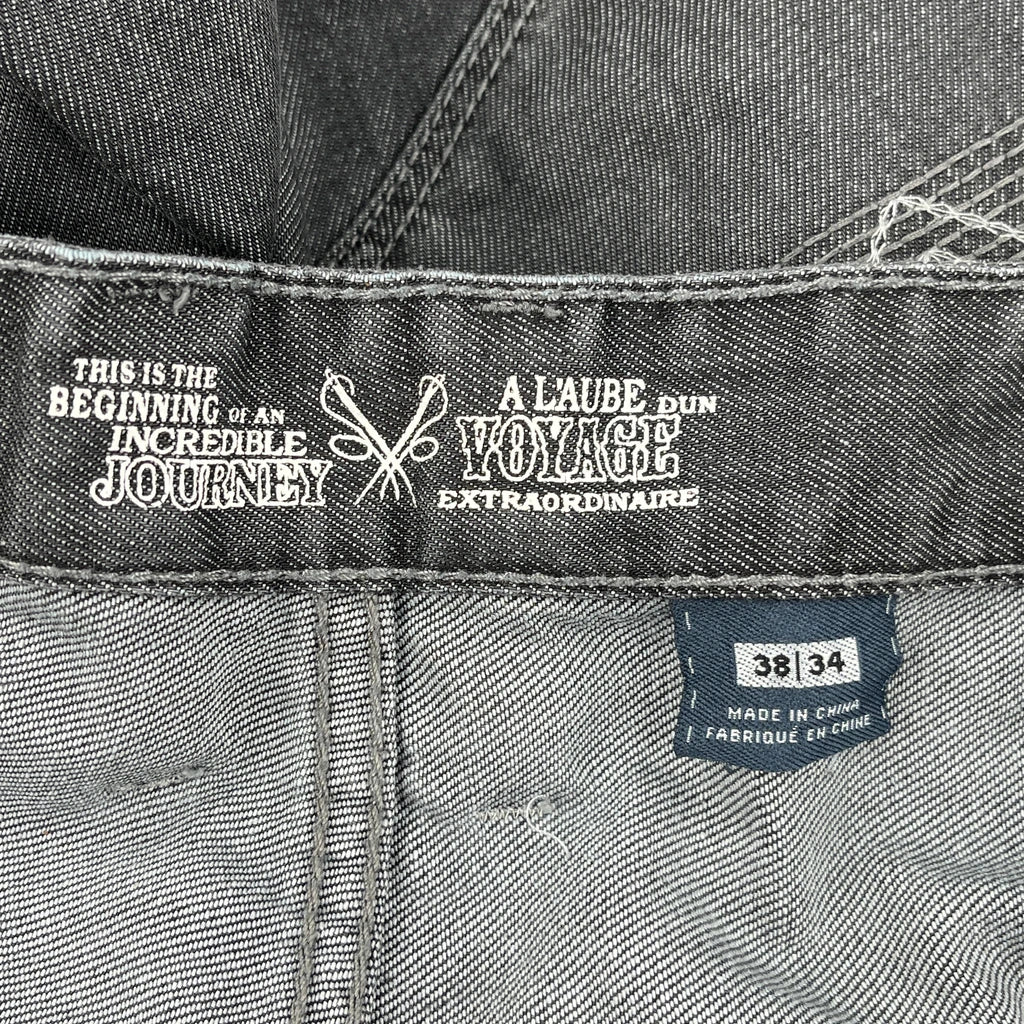 THIS IS THE
BEGINNING OF AN
INCREDIBLE
JOURNEY
A L'AUBE DUN
VOYAGE
EXTRAORDINAIRE
38|34
MADE IN CHINA
FABRIQUÉ EN CHINE